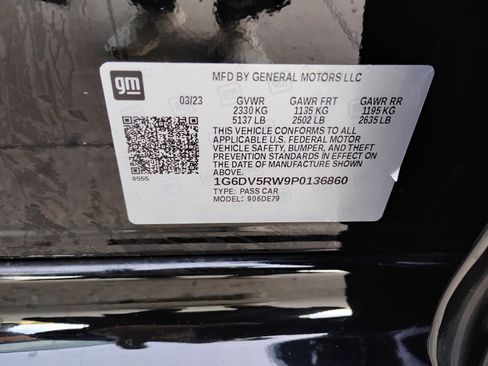 gm
MFD BY GENERAL MOTORS LLC
03/23 GVWR GAWR FRT GAWR RR
2330 KG 1135 KG 1195 KG
5137 LB 2502 LB 2635 LB
THIS VEHICLE CONFORMS TO ALL
APPLICABLE U.S. FEDERAL MOTOR
VEHICLE SAFETY, BUMPER, AND THEFT
PREVENTION STANDARDS IN EFFECT ON
THE DATE OF MANUFACTURE SHOWN
ABOVE.
8555
1G6DV5RW9P0136860
TYPE: PASS CAR
MODEL: 906DE79